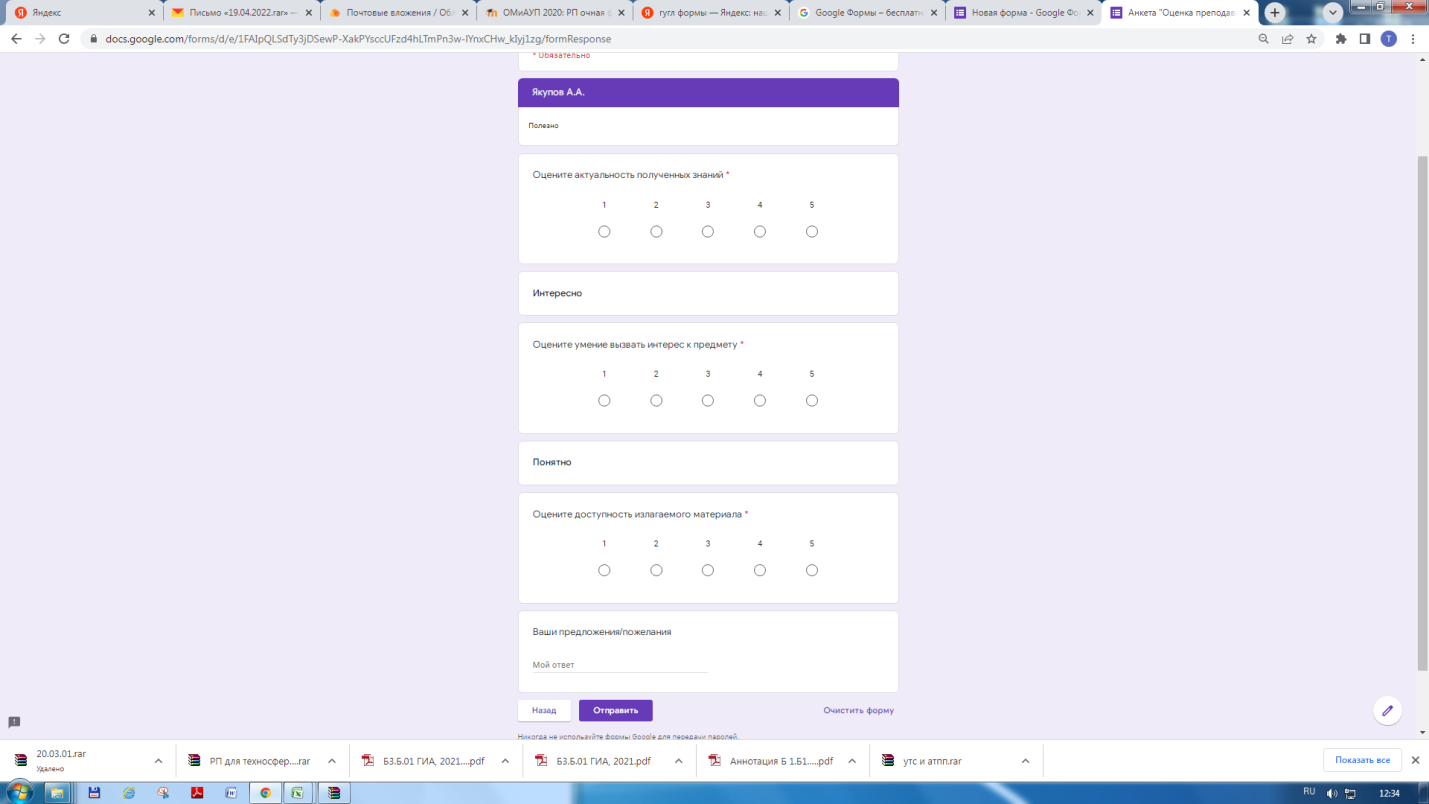 Яндекс
Письмо «19.04.2022.rar» —
Почтовые вложения / Обл
ОМиАУП 2020: РП очная ф
ругл формы — Яндекс: наш
Google Формы – бесплатн
Новая форма - Google Фо
Анкета "Оценка преподав
docs.google.com/forms/d/e/1FAIpQLSdTy3jDSewP-XakPYsccUFzd4hLTmPn3w-IYnxCHw_kIyj1zg/formResponse
T
* Обязательно
Якупов А.А.
Полезно
Оцените актуальность полученных знаний *
1 2 3 4 5
Интересно
Оцените умение вызвать интерес к предмету *
1 2 3 4 5
Понятно
Оцените доступность излагаемого материала *
1 2 3 4 5
Ваши предложения/пожелания
Мой ответ
Назад
Отправить
Очистить форму
Никогда не используйте формы Google для передачи паролей.
20.03.01.rar
Удалено
РП для техносфер....rar
Б3.Б.01 ГИА, 2021....pdf
Б3.Б.01 ГИА, 2021.pdf
Аннотация Б 1.Б1.....pdf
утс и атпп.rar
Показать все
RU
12:34